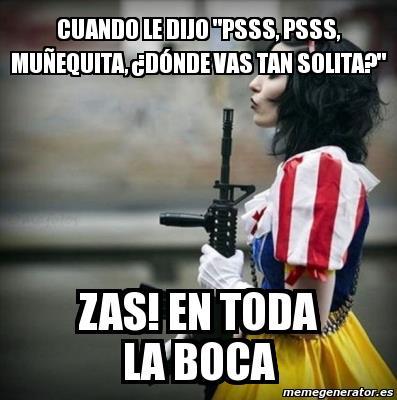 CUANDO LE DIJO "PSSS, PSSS,
MUÑEQUITA, ¿DÓNDE VAS TAN SOLITA?"
ZAS! EN TODA
LA BOCA
memegenerator.es